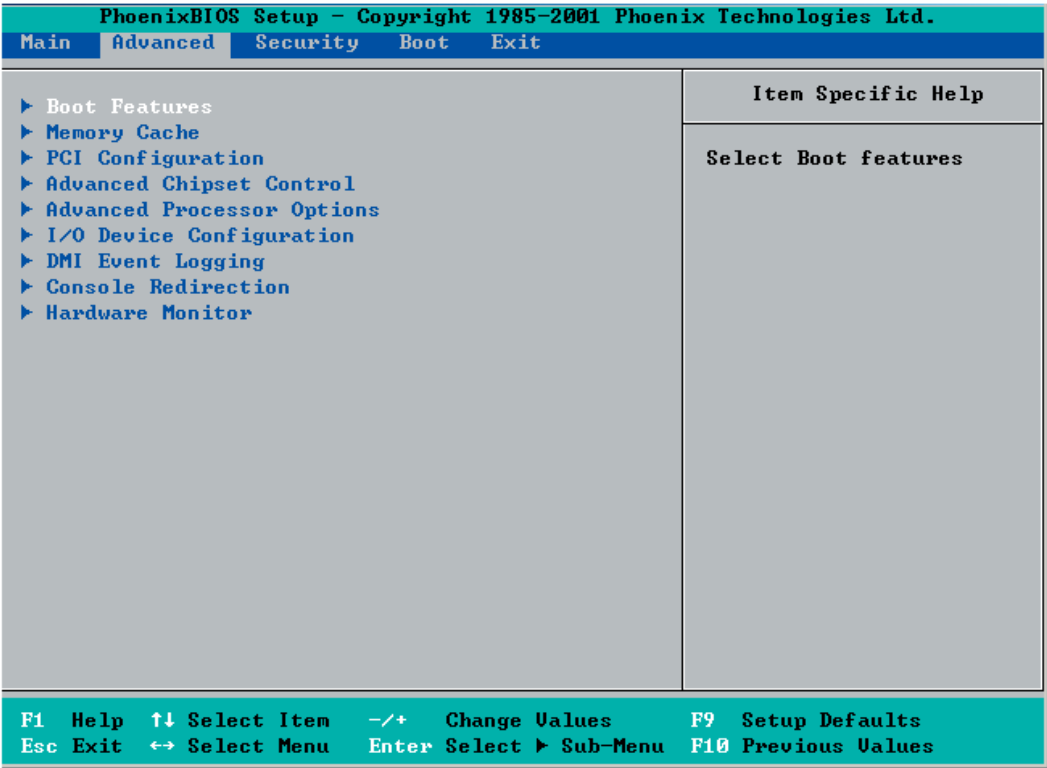 PhoenixBIOS Setup – Copyright 1985-2001 Phoenix Technologies Ltd.
Main Advanced Security Boot Exit
Item Specific Help
Select Boot features
▶ Boot Features
▶ Memory Cache
▶ PCI Configuration
▶ Advanced Chipset Control
▶ Advanced Processor Options
▶ I/O Device Configuration
▶ DMI Event Logging
▶ Console Redirection
▶ Hardware Monitor
F1 Help ↑↓ Select Item -/+ Change Values F9 Setup Defaults
Esc Exit ↔ Select Menu Enter Select ▶ Sub-Menu F10 Previous Values